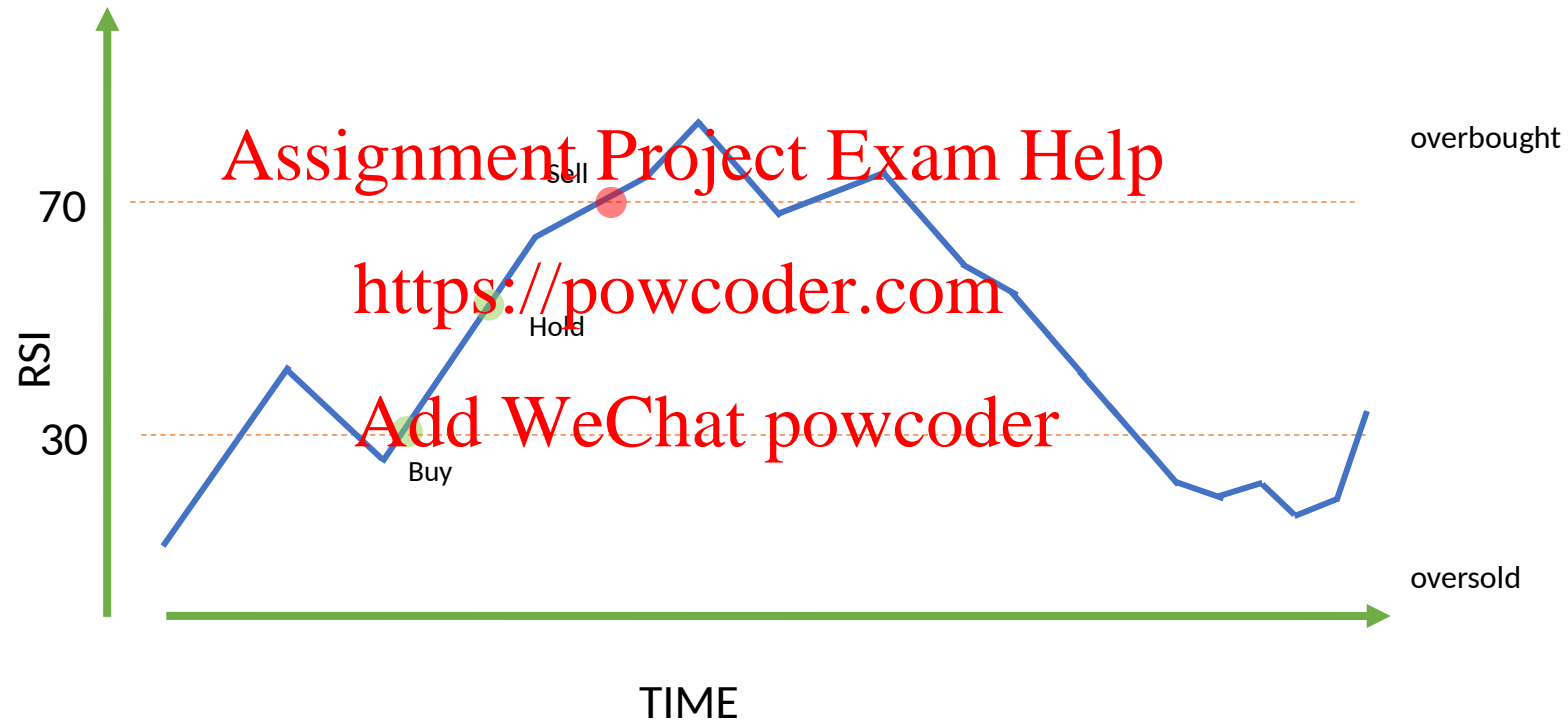 Assignment Project Exam Help
overbought
Sell
70
https://powcoder.com
Hold
RSI
Add WeChat powcoder
30
Buy
oversold
TIME